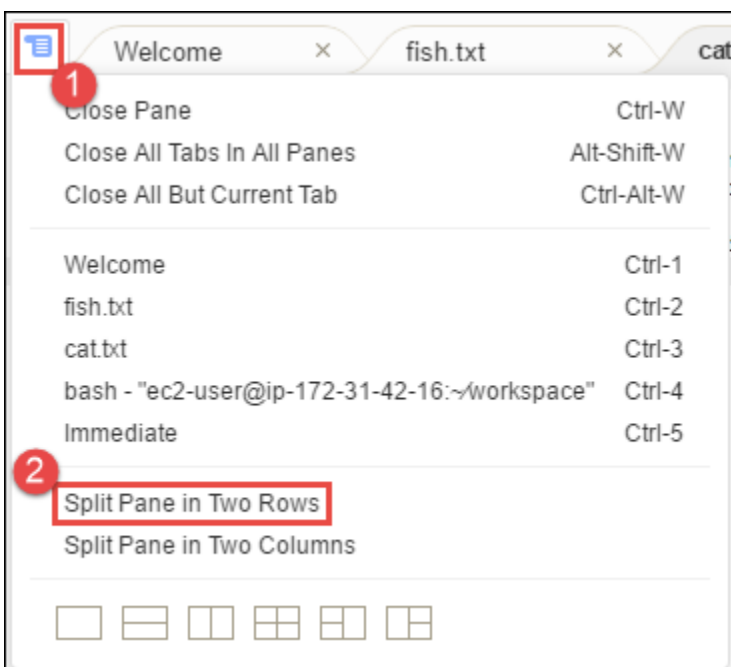 Welcome × fish.txt × cat
1
Close Pane Ctrl-W
Close All Tabs In All Panes Alt-Shift-W
Close All But Current Tab Ctrl-Alt-W
Welcome Ctrl-1
fish.txt Ctrl-2
cat.txt Ctrl-3
bash - "ec2-user@ip-172-31-42-16:~/workspace" Ctrl-4
Immediate Ctrl-5
2
Split Pane in Two Rows
Split Pane in Two Columns